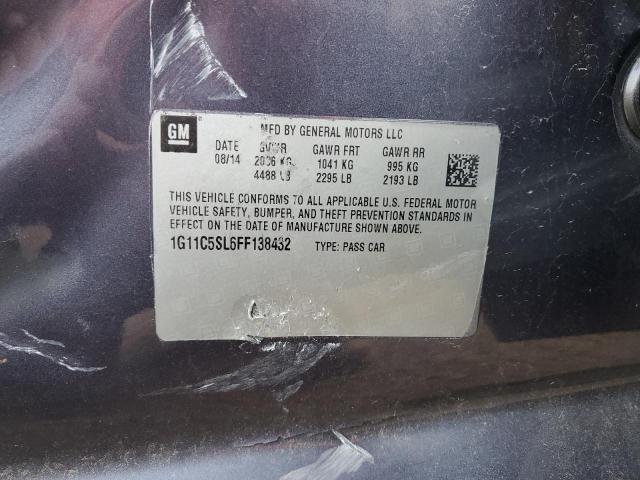 GM
MFD BY GENERAL MOTORS LLC
DATE GVWR GAWR FRT GAWR RR
08/14 2036 KG 1041 KG 995 KG
4488 LB 2295 LB 2193 LB
THIS VEHICLE CONFORMS TO ALL APPLICABLE U.S. FEDERAL MOTOR
VEHICLE SAFETY, BUMPER, AND THEFT PREVENTION STANDARDS IN
EFFECT ON THE DATE OF MANUFACTURE SHOWN ABOVE.
1G11C5SL6FF138432 TYPE: PASS CAR